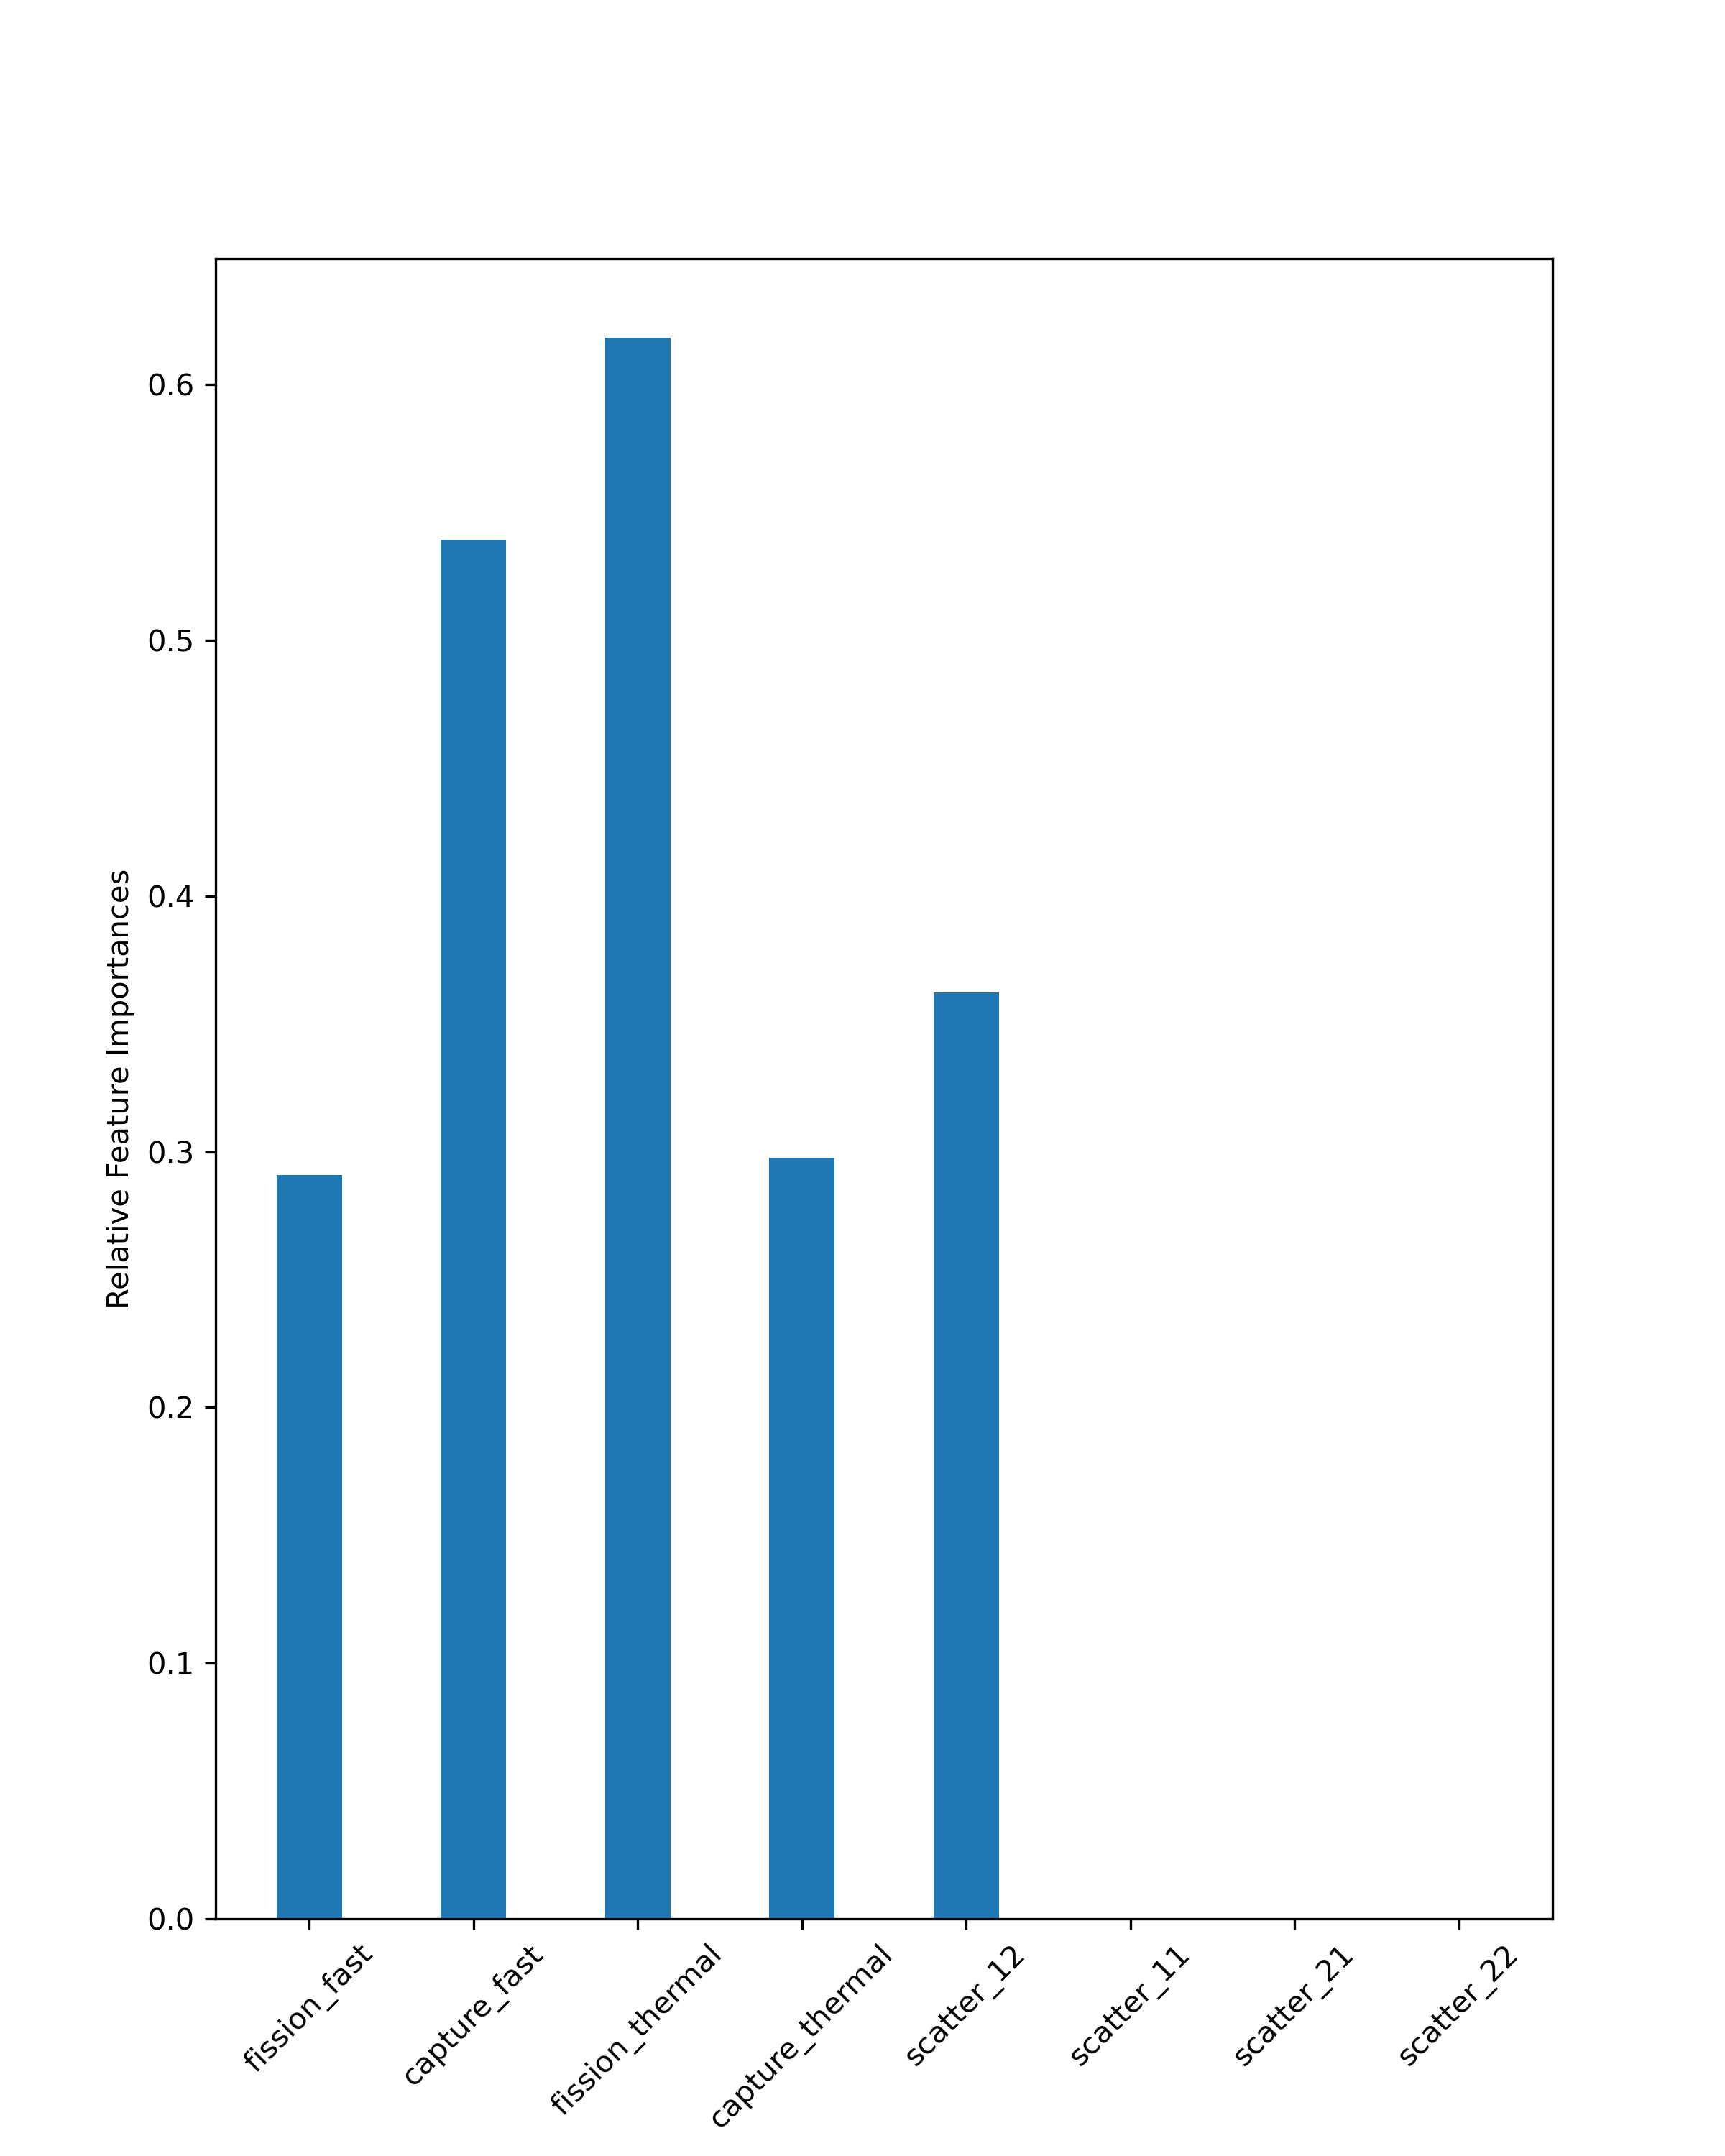 Relative Feature Importances
0.6
0.5
0.4
0.3
0.2
0.1
0.0
fission_fast
capture_fast
fission_thermal
capture_thermal
scatter_12
scatter_11
scatter_21
scatter_22